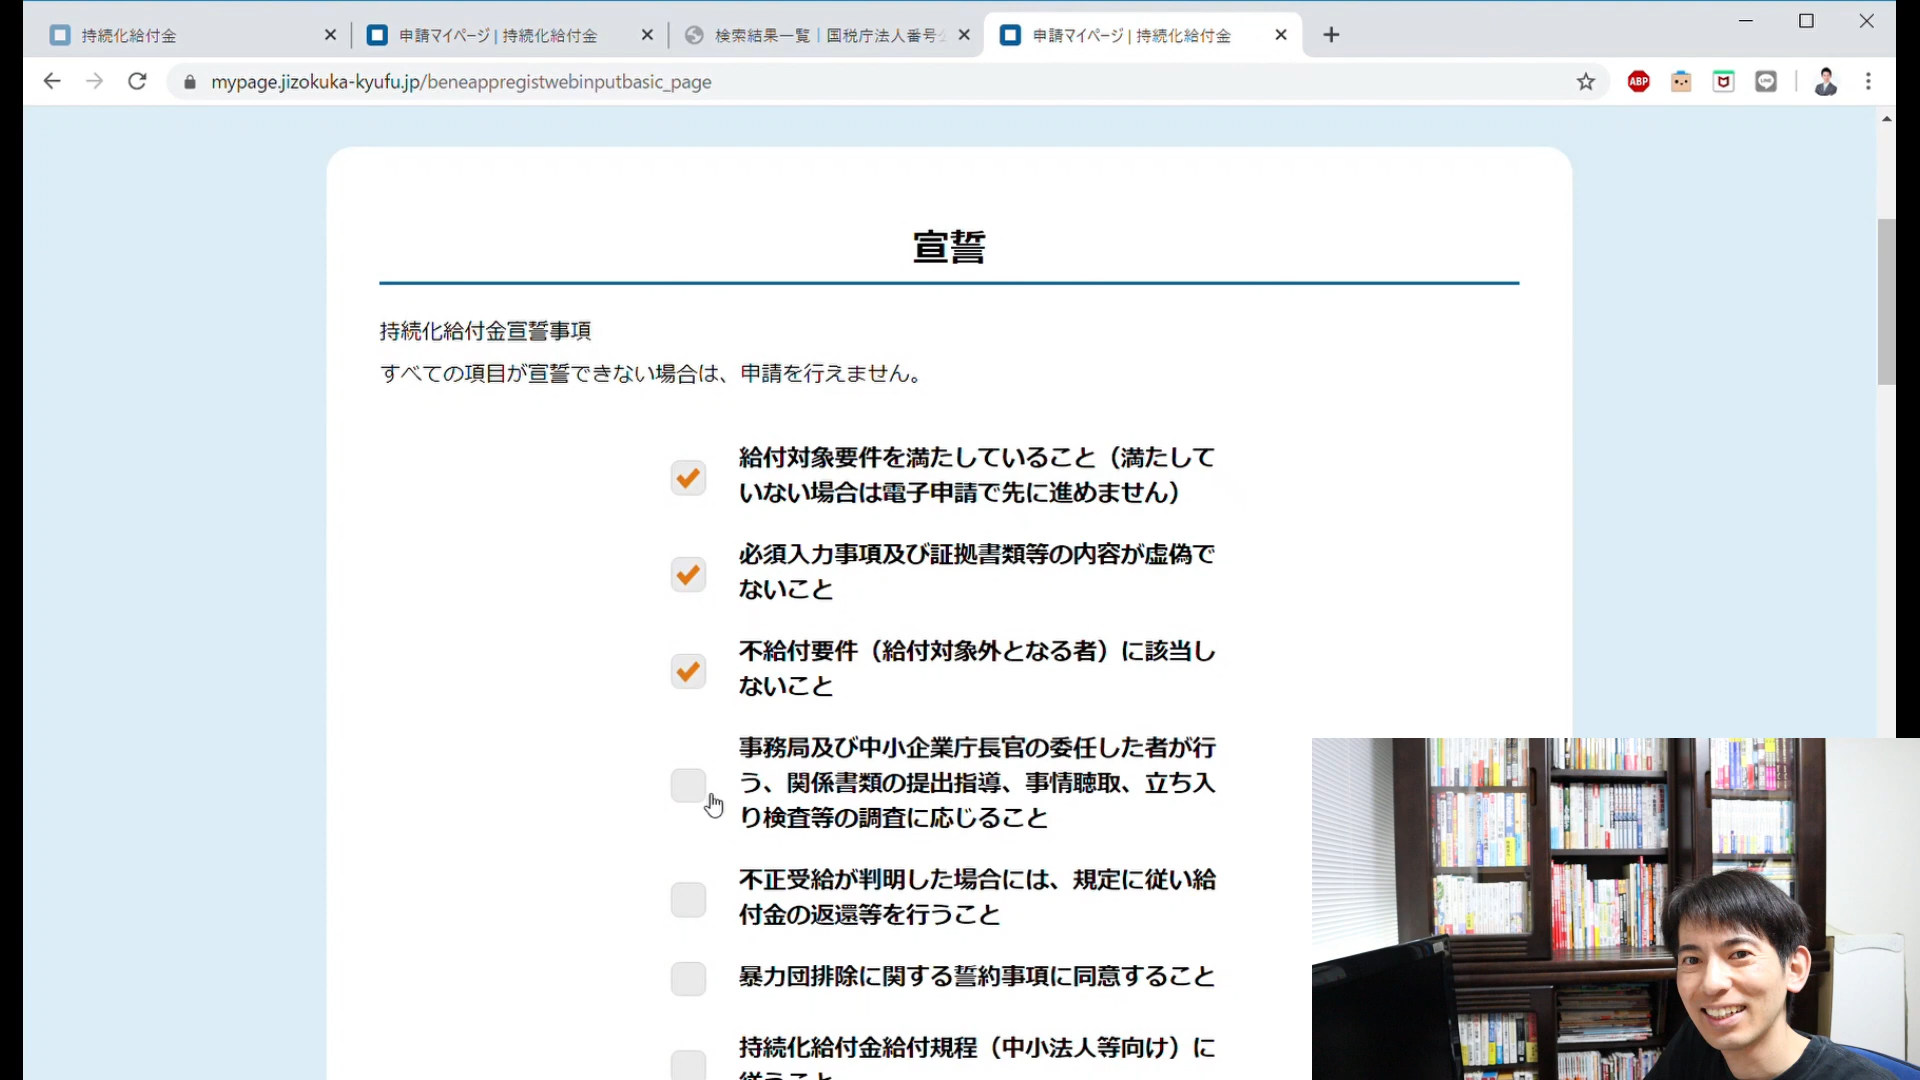 持続化給付金
申請マイページ | 持続化給付金
検索結果一覧｜国税庁法人番号
申請マイページ | 持続化給付金
mypage.jizokuka-kyufu.jp/beneappregistwebinputbasic_page
ABP
宣誓
持続化給付金宣誓事項
すべての項目が宣誓できない場合は、申請を行えません。
給付対象要件を満たしていること（満たして
いない場合は電子申請で先に進めません）
必須入力事項及び証拠書類等の内容が虚偽で
ないこと
不給付要件（給付対象外となる者）に該当し
ないこと
事務局及び中小企業庁長官の委任した者が行
う、関係書類の提出指導、事情聴取、立ち入
り検査等の調査に応じること
不正受給が判明した場合には、規定に従い給
付金の返還等を行うこと
暴力団排除に関する誓約事項に同意すること
持続化給付金給付規程（中小法人等向け）に
従うこと